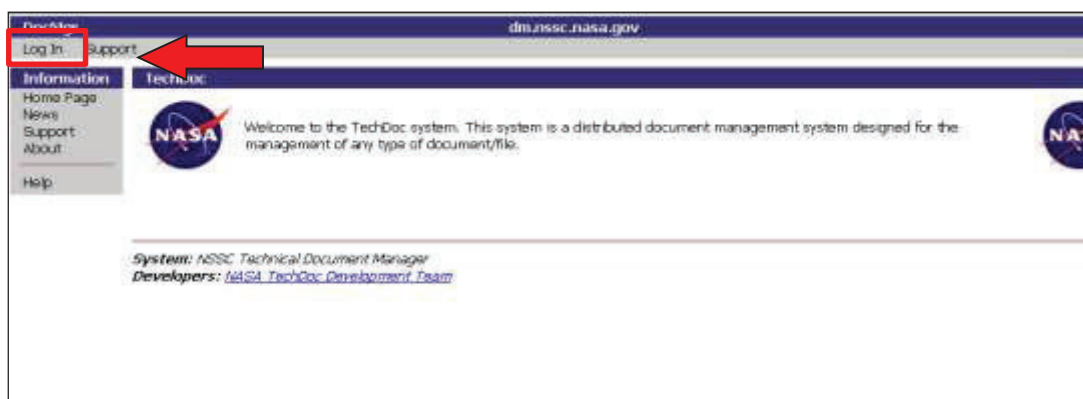 DocMgr dm.nssc.nasa.gov
Log In Support
Information TechDoc
Home Page
News
Support
About
Help
NASA
Welcome to the TechDoc system. This system is a distributed document management system designed for the
management of any type of document/file.
System: NSSC Technical Document Manager
Developers: NASA TechDoc Development Team